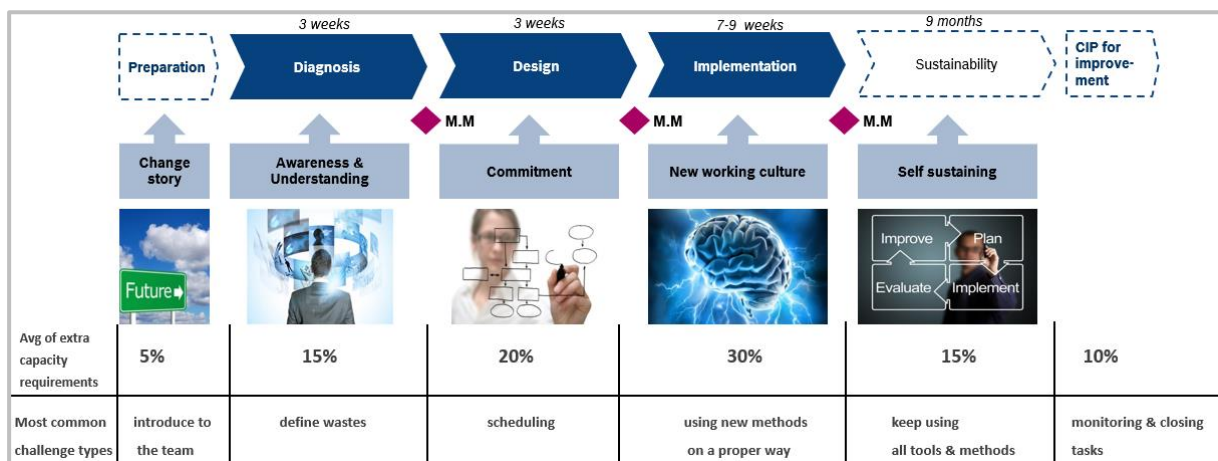 3 weeks
3 weeks
7-9 weeks
9 months
Preparation
Diagnosis
Design
Implementation
Sustainability
CIP for
improve-
ment
M.M
M.M
M.M
Change
story
Awareness &
Understanding
Commitment
New working culture
Self sustaining
Future
Improve
Plan
Evaluate
Implement
Avg of extra
capacity
requirements
5%
15%
20%
30%
15%
10%
Most common
challenge types
introduce to
the team
define wastes
scheduling
using new methods
on a proper way
keep using
all tools & methods
monitoring & closing
tasks